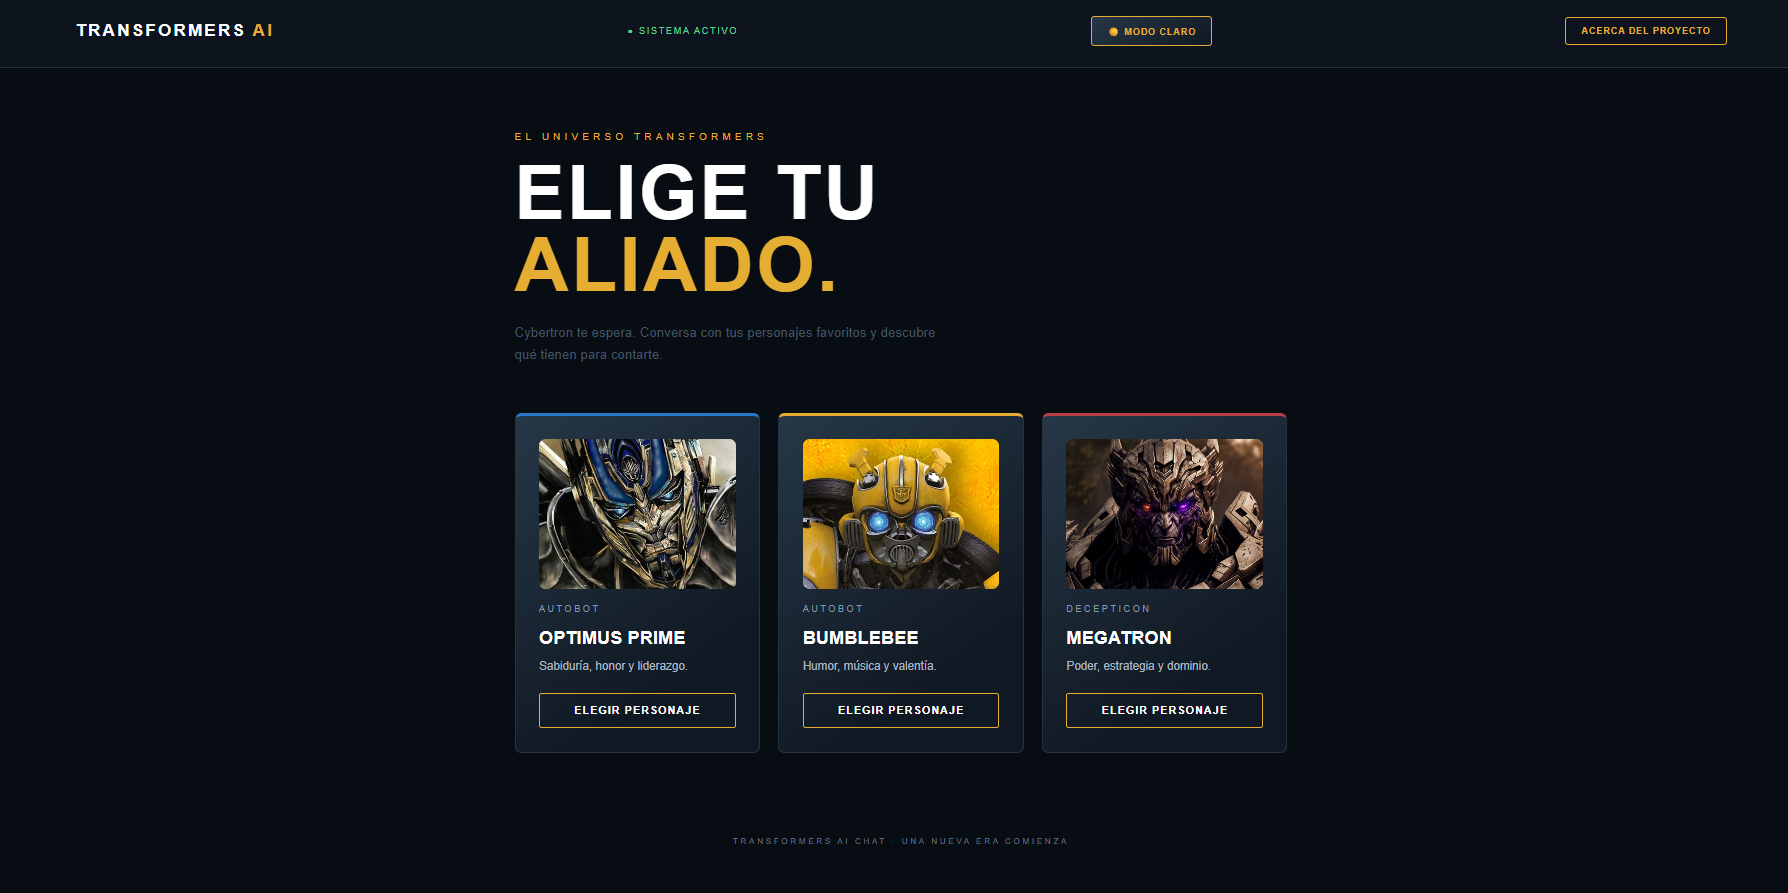 TRANSFORMERS AI
SISTEMA ACTIVO
MODO CLARO
ACERCA DEL PROYECTO
EL UNIVERSO TRANSFORMERS
ELIGE TU
ALIADO.
Cybertron te espera. Conversa con tus personajes favoritos y descubre
qué tienen para contarte.
AUTOBOT
OPTIMUS PRIME
Sabiduría, honor y liderazgo.
ELEGIR PERSONAJE
AUTOBOT
BUMBLEBEE
Humor, música y valentía.
ELEGIR PERSONAJE
DECEPTICON
MEGATRON
Poder, estrategia y dominio.
ELEGIR PERSONAJE
TRANSFORMERS AI CHAT · UNA NUEVA ERA COMIENZA